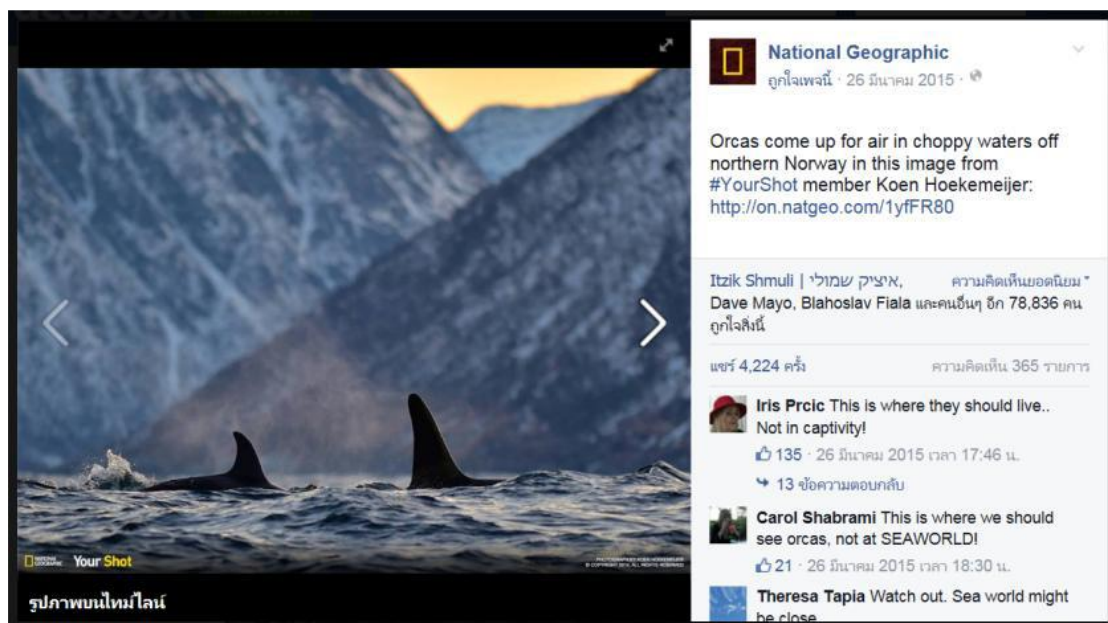 National Geographic
ถูกใจเพจนี้ · 26 มีนาคม 2015 ·
Orcas come up for air in choppy waters off
northern Norway in this image from
#YourShot member Koen Hoekemeijer:
http://on.natgeo.com/1yfFR80
Itzik Shmuli | איציק שמולי, ความคิดเห็นยอดนิยม
Dave Mayo, Blahoslav Fiala และคนอื่นๆ อีก 78,836 คน
ถูกใจสิ่งนี้
แชร์ 4,224 ครั้ง ความคิดเห็น 365 รายการ
Iris Prcic This is where they should live..
Not in captivity!
135 · 26 มีนาคม 2015 เวลา 17:46 น.
13 ข้อความตอบกลับ
Carol Shabrami This is where we should
see orcas, not at SEAWORLD!
21 · 26 มีนาคม 2015 เวลา 18:30 น.
Theresa Tapia Watch out. Sea world might
be close
NATIONAL
GEOGRAPHIC
Your Shot
รูปภาพบนไทม์ไลน์